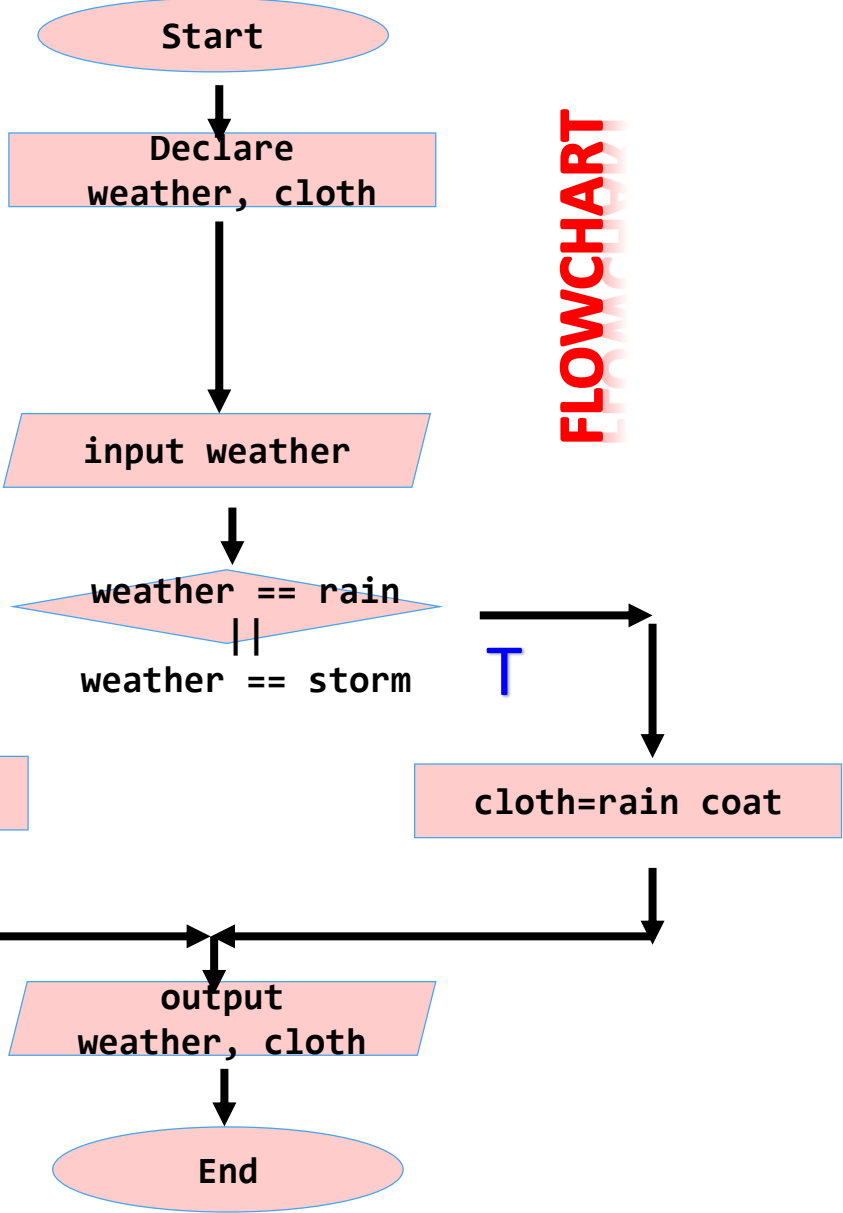 Start
FLOWCHART
Declare
weather, cloth
input weather
weather == rain
||
weather == storm
T
cloth=rain coat
output
weather, cloth
End